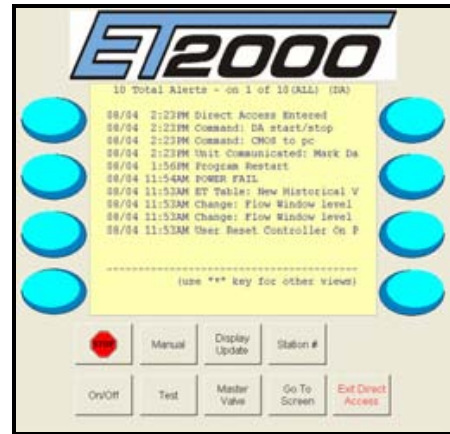 ET2000
10 Total Alerts - on 1 of 10(ALL) (DA)
08/04 2:23PM Direct Access Entered
08/04 2:23PM Command: DA start/stop
08/04 2:23PM Command: CMOS to pc
08/04 2:23PM Unit Communicated: Mark Da
08/04 1:56PM Program Restart
08/04 11:54AM POWER FAIL
08/04 11:53AM ET Table: New Historical V
08/04 11:53AM Change: Flow Window level
08/04 11:53AM Change: Flow Window level
08/04 11:53AM User Reset Controller On P
----------------------------------------
(use "*" key for other views)
STOP
Manual
Display Update
Station #
On/Off
Test
Master Valve
Go To Screen
Exit Direct Access